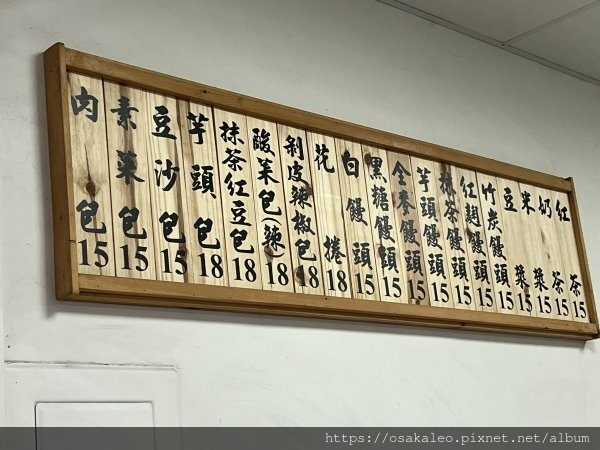 肉包15
素菜包15
豆沙包15
芋頭包18
抹茶紅豆包18
酸菜包(辣)18
剝皮辣椒包18
花捲18
白饅頭15
黑糖饅頭15
全麥饅頭15
芋頭饅頭15
抹茶饅頭15
紅麴饅頭15
竹炭饅頭15
豆漿15
米漿15
奶茶15
紅茶15
https://osakaleo.pixnet.net/album